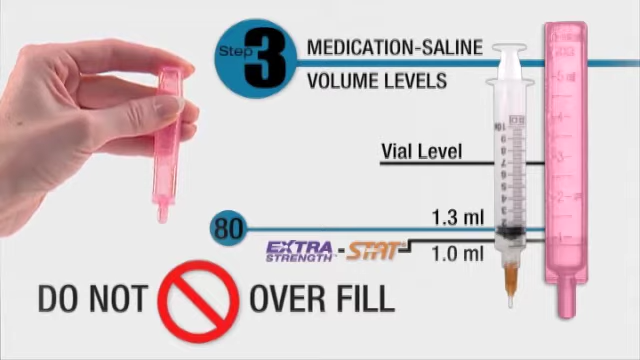 Step 3
MEDICATION-SALINE
VOLUME LEVELS
Vial Level
1.3 ml
80
EXTRA STRENGTH - STAT
1.0 ml
DO NOT OVER FILL